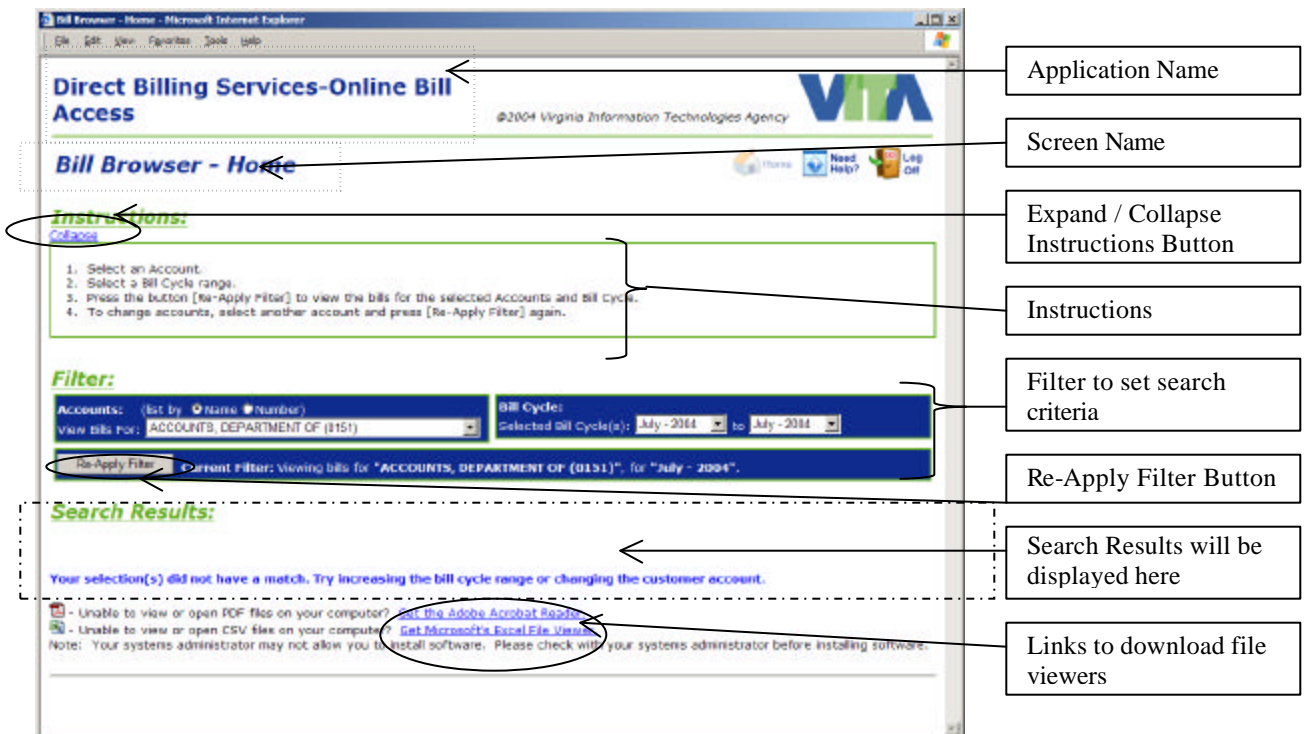 Bill Browser - Home - Microsoft Internet Explorer
File Edit View Favorites Tools Help
Direct Billing Services-Online Bill
Access
©2004 Virginia Information Technologies Agency
VITA
Bill Browser - Home
Home
Need
Help?
Log
Off
Instructions:
Collapse
1. Select an Account.
2. Select a Bill Cycle range.
3. Press the button [Re-Apply Filter] to view the bills for the selected Accounts and Bill Cycle.
4. To change accounts, select another account and press [Re-Apply Filter] again.
Filter:
Accounts: (list by Name Number)
View Bills For: ACCOUNTS, DEPARTMENT OF (0151)
Bill Cycle:
Selected Bill Cycle(s): July - 2004 to July - 2004
Re-Apply Filter Current Filter: Viewing bills for "ACCOUNTS, DEPARTMENT OF (0151)", for "July - 2004".
Search Results:
Your selection(s) did not have a match. Try increasing the bill cycle range or changing the customer account.
- Unable to view or open PDF files on your computer? Get the Adobe Acrobat Reader
- Unable to view or open CSV files on your computer? Get Microsoft's Excel File Viewer
Note: Your systems administrator may not allow you to install software. Please check with your systems administrator before installing software.
Application Name
Screen Name
Expand / Collapse
Instructions Button
Instructions
Filter to set search
criteria
Re-Apply Filter Button
Search Results will be
displayed here
Links to download file
viewers